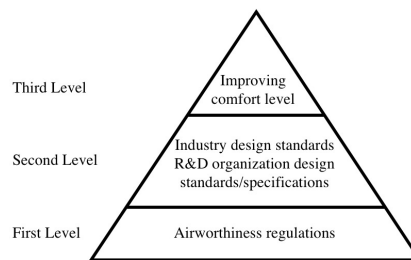 Third Level
Improving
comfort level
Second Level
Industry design standards
R&D organization design
standards/specifications
First Level
Airworthiness regulations